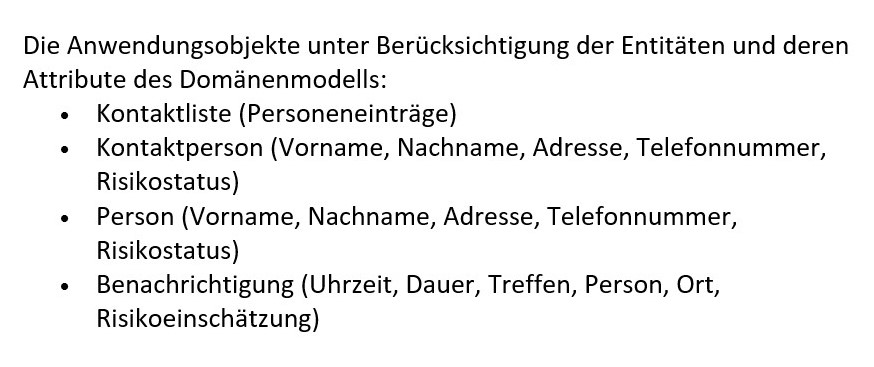 Die Anwendungsobjekte unter Berücksichtigung der Entitäten und deren
Attribute des Domänenmodells:
• Kontaktliste (Personeneinträge)
• Kontaktperson (Vorname, Nachname, Adresse, Telefonnummer,
Risikostatus)
• Person (Vorname, Nachname, Adresse, Telefonnummer,
Risikostatus)
• Benachrichtigung (Uhrzeit, Dauer, Treffen, Person, Ort,
Risikoeinschätzung)